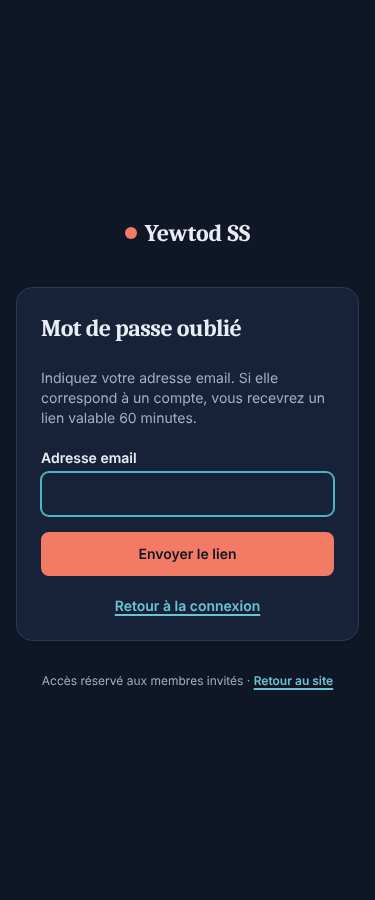 Yewtod SS
Mot de passe oublié
Indiquez votre adresse email. Si elle
correspond à un compte, vous recevrez un
lien valable 60 minutes.
Adresse email
Envoyer le lien
Retour à la connexion
Accès réservé aux membres invités · Retour au site